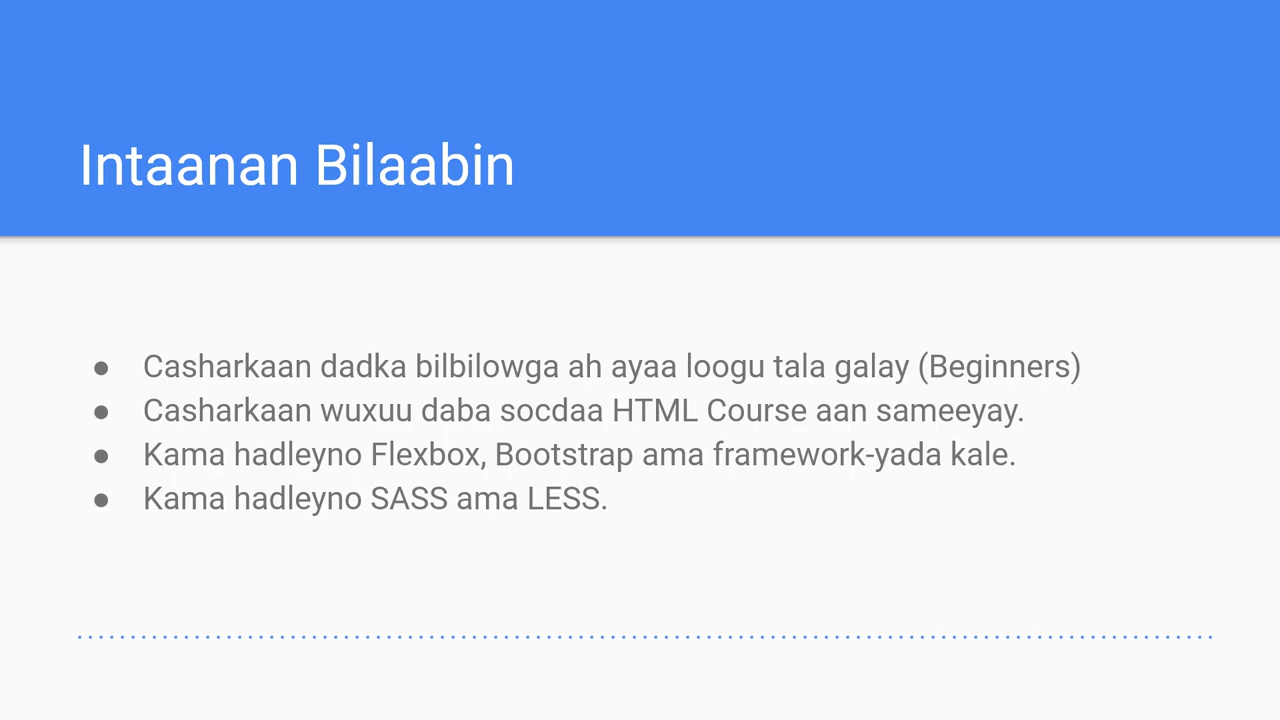 Intaanan Bilaabin
● Casharkaan dadka bilbilowga ah ayaa loogu tala galay (Beginners)
● Casharkaan wuxuu daba socdaa HTML Course aan sameeyay.
● Kama hadleyno Flexbox, Bootstrap ama framework-yada kale.
● Kama hadleyno SASS ama LESS.